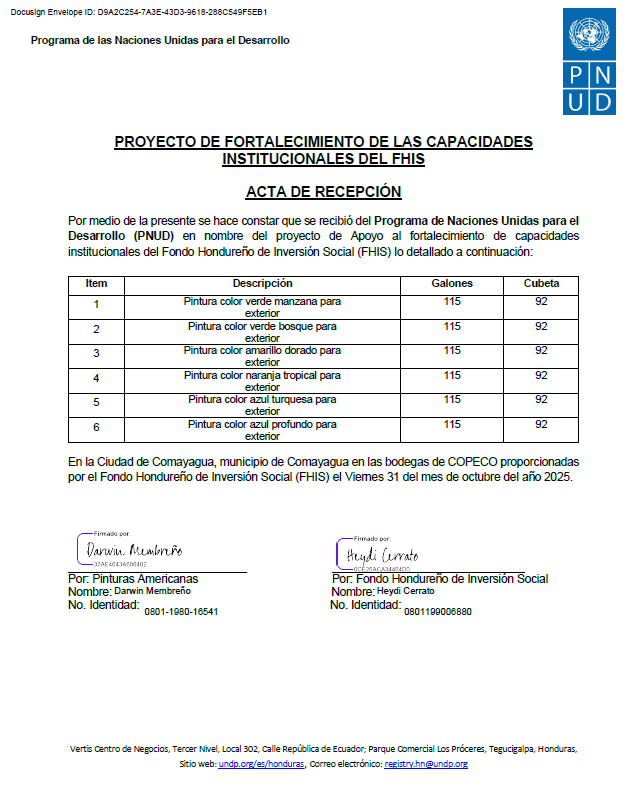 Docusign Envelope ID: D9A2C254-7A3E-43D3-9618-288C549F5EB1
Programa de las Naciones Unidas para el Desarrollo
P N
U D
PROYECTO DE FORTALECIMIENTO DE LAS CAPACIDADES
INSTITUCIONALES DEL FHIS
ACTA DE RECEPCIÓN
Por medio de la presente se hace constar que se recibió del Programa de Naciones Unidas para el
Desarrollo (PNUD) en nombre del proyecto de Apoyo al fortalecimiento de capacidades
institucionales del Fondo Hondureño de Inversión Social (FHIS) lo detallado a continuación:
Item Descripción Galones Cubeta
1 Pintura color verde manzana para exterior 115 92
2 Pintura color verde bosque para exterior 115 92
3 Pintura color amarillo dorado para exterior 115 92
4 Pintura color naranja tropical para exterior 115 92
5 Pintura color azul turquesa para exterior 115 92
6 Pintura color azul profundo para exterior 115 92
En la Ciudad de Comayagua, municipio de Comayagua en las bodegas de COPECO proporcionadas
por el Fondo Hondureño de Inversión Social (FHIS) el Viernes 31 del mes de octubre del año 2025.
Firmado por:
Darwin Membreño
37AE4643A606402...
Por: Pinturas Americanas
Nombre: Darwin Membreño
No. Identidad: 0801-1980-16541
Firmado por:
Heydi Cerrato
0CE26ACA34464D0...
Por: Fondo Hondureño de Inversión Social
Nombre: Heydi Cerrato
No. Identidad: 0801199006880
Vertis Centro de Negocios, Tercer Nivel, Local 302, Calle República de Ecuador; Parque Comercial Los Próceres, Tegucigalpa, Honduras,
Sitio web: undp.org/es/honduras, Correo electrónico: registry.hn@undp.org